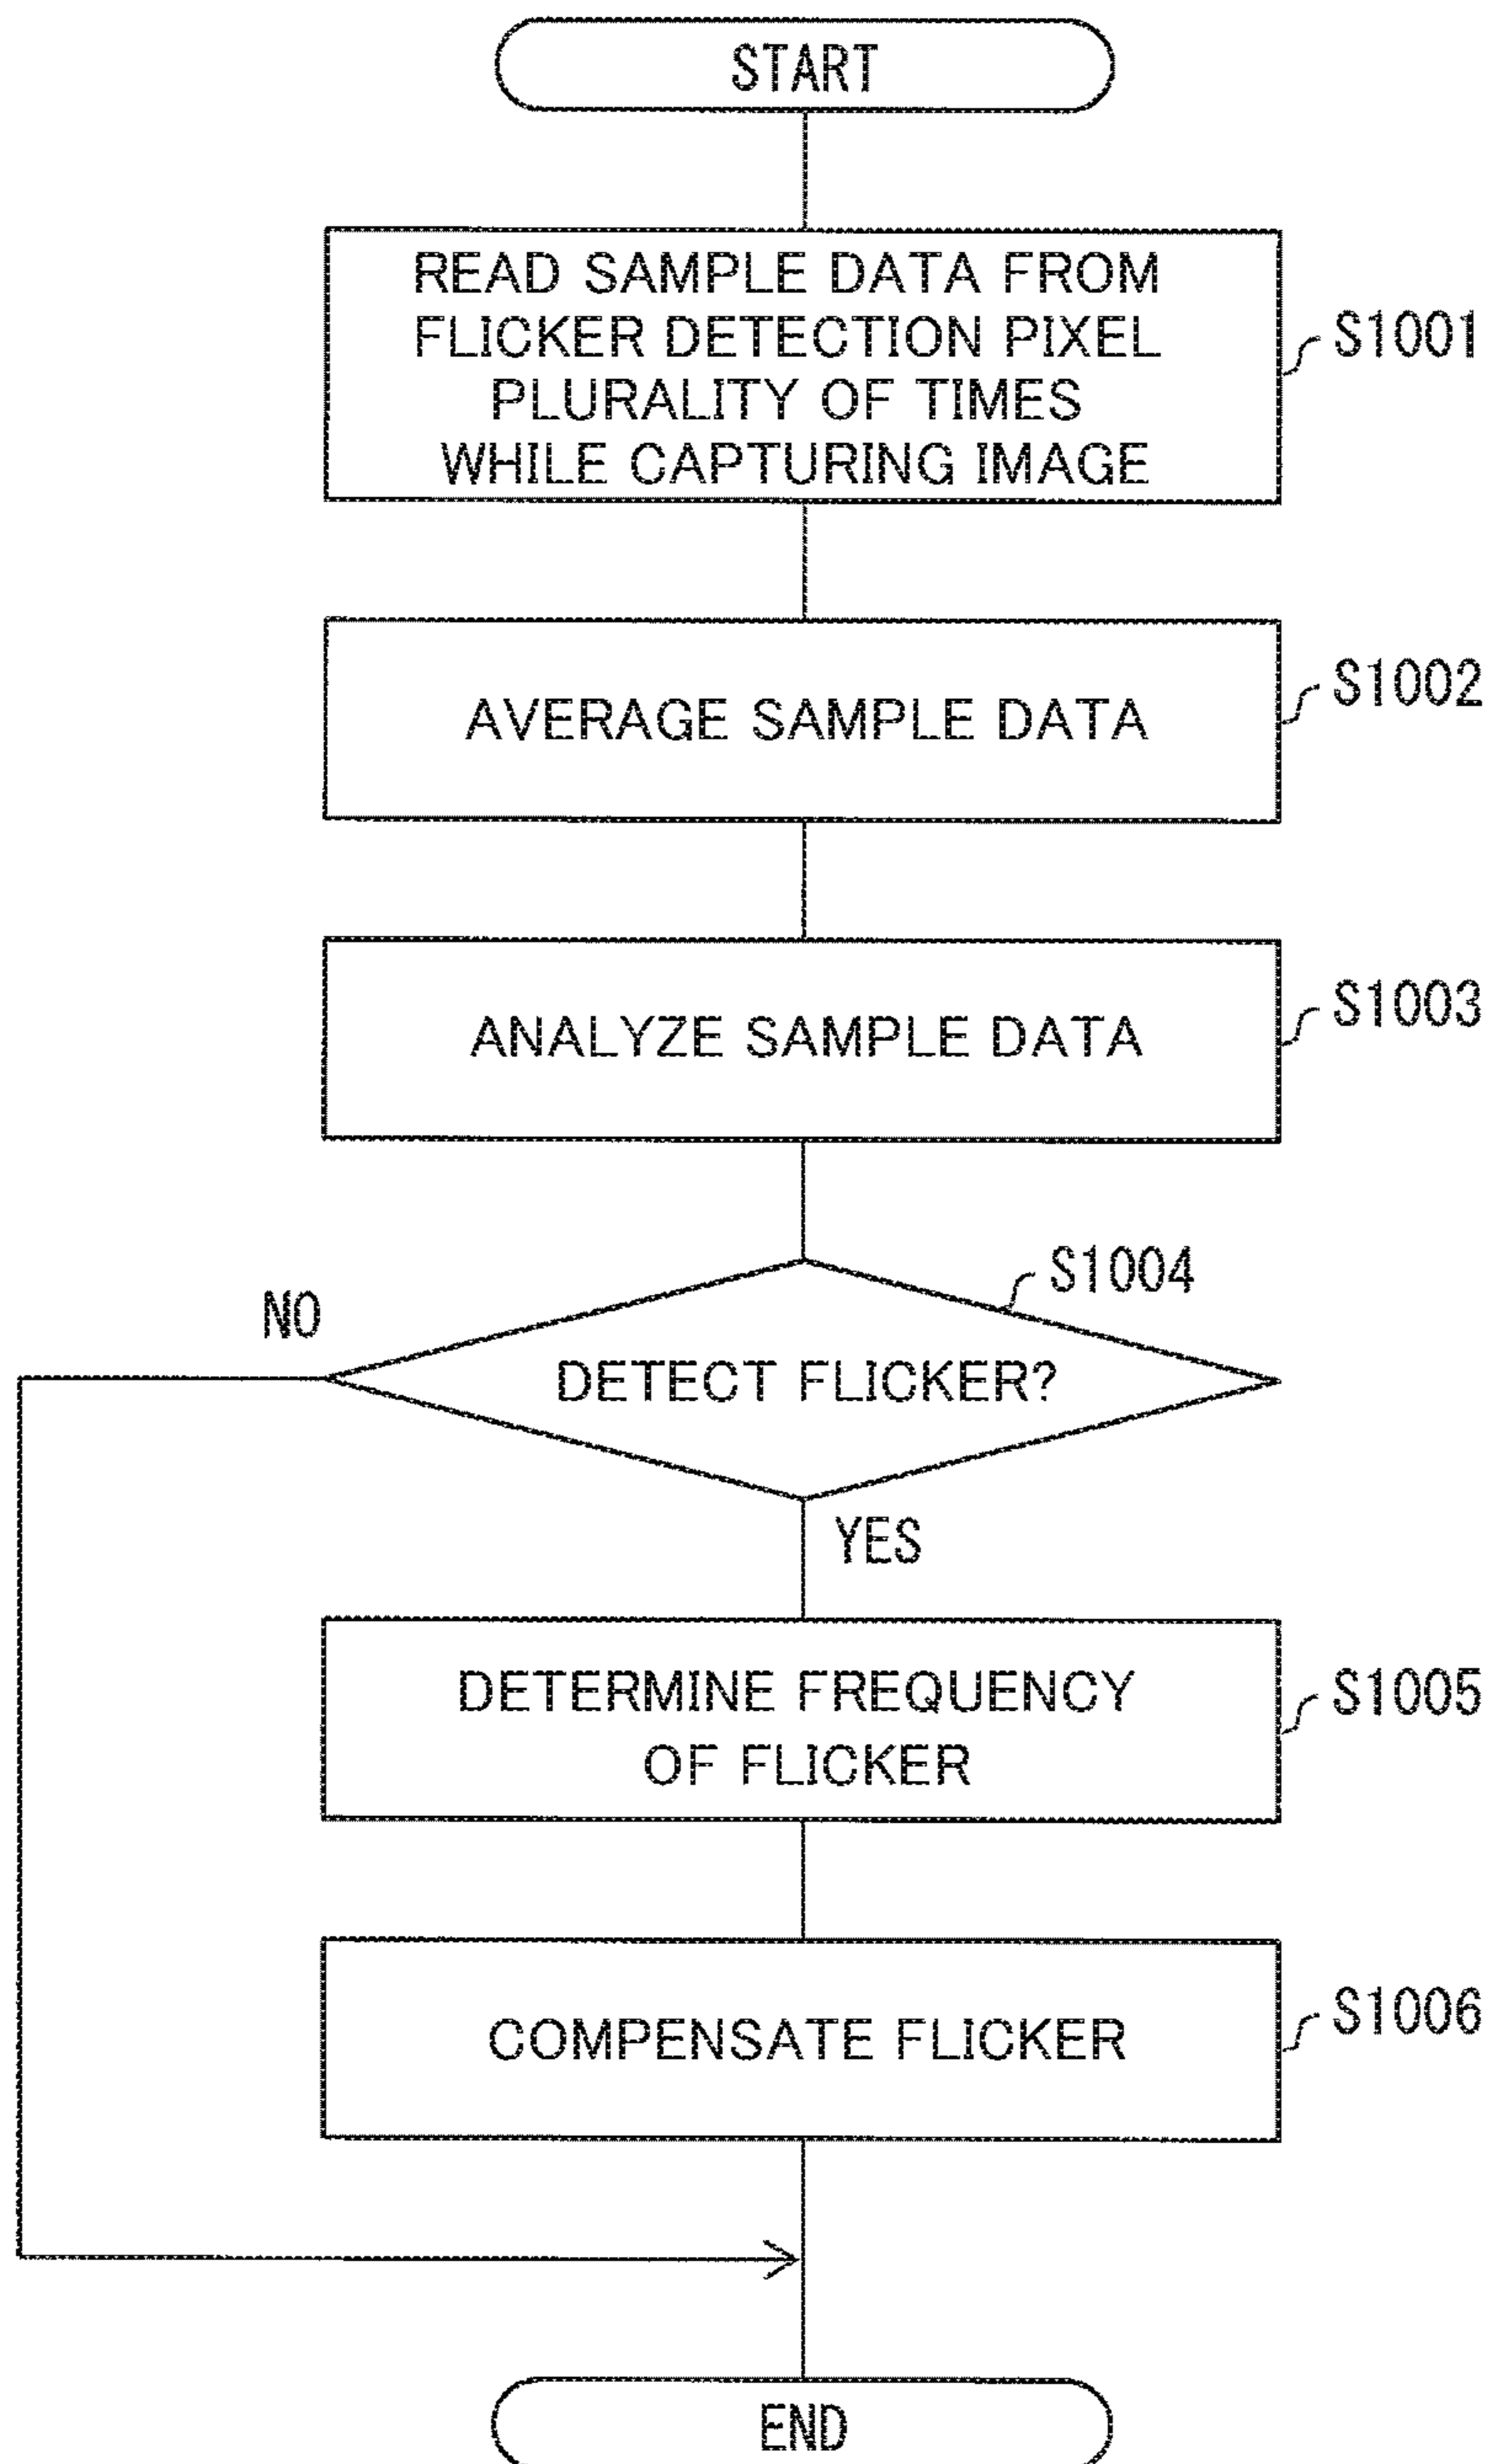 START
READ SAMPLE DATA FROM
FLICKER DETECTION PIXEL
PLURALITY OF TIMES
WHILE CAPTURING IMAGE
S1001
AVERAGE SAMPLE DATA
S1002
ANALYZE SAMPLE DATA
S1003
S1004
NO
DETECT FLICKER?
YES
DETERMINE FREQUENCY
OF FLICKER
S1005
COMPENSATE FLICKER
S1006
END